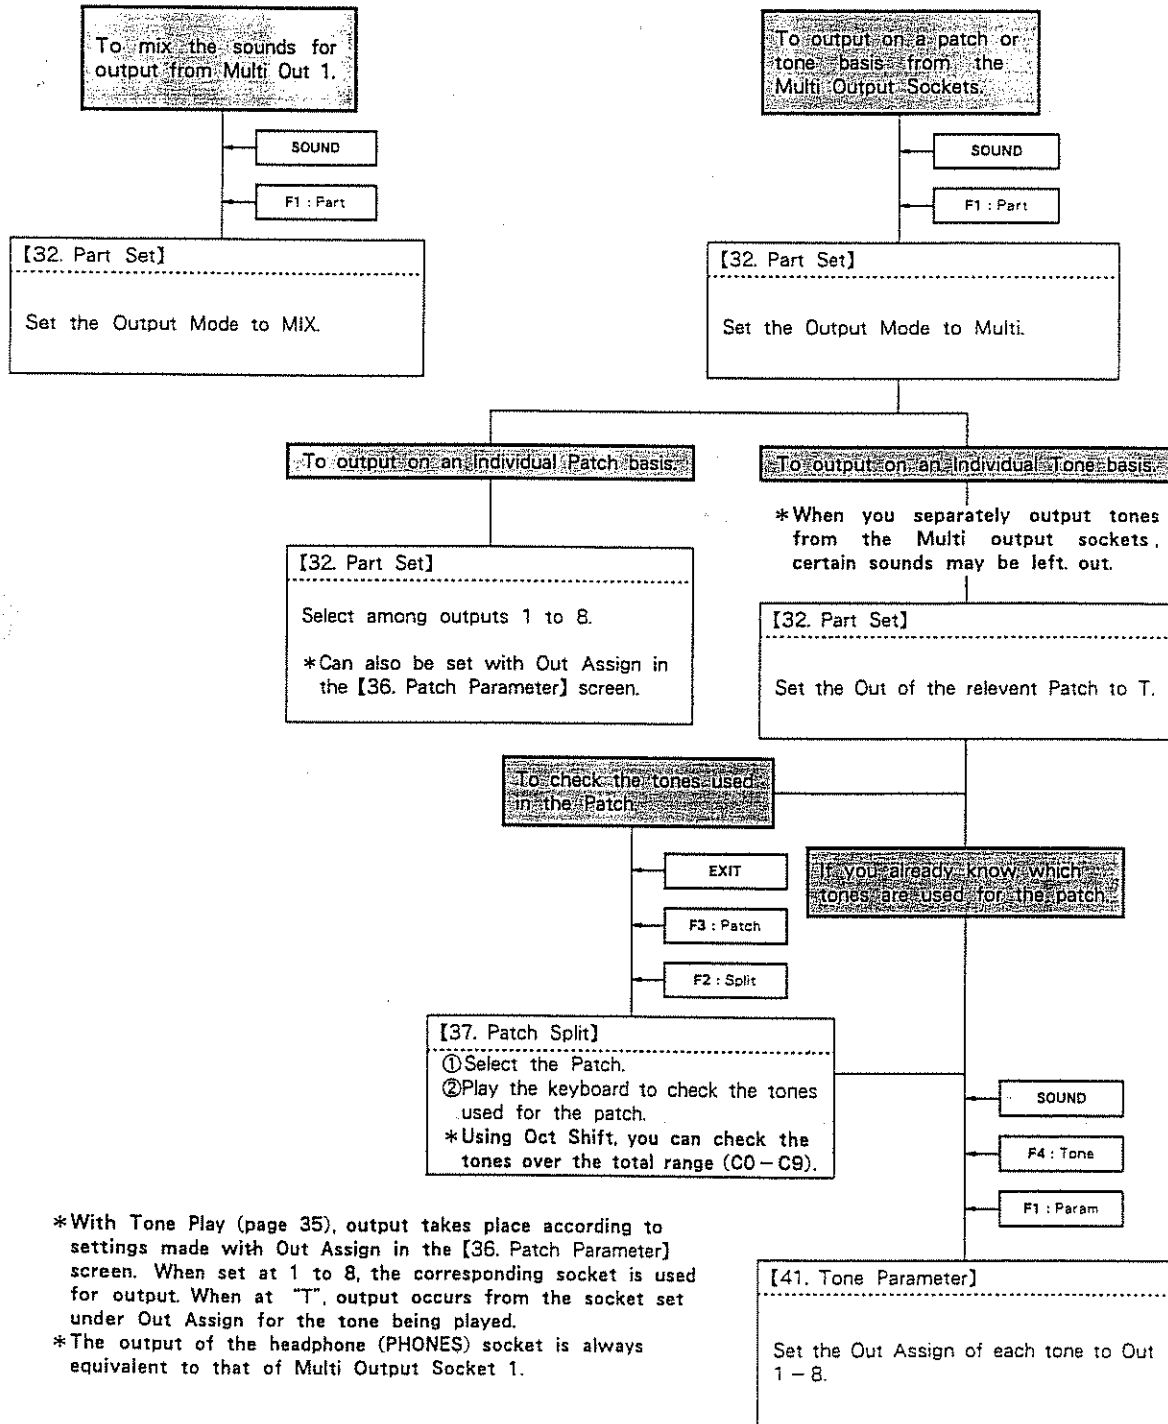 To mix the sounds for
output from Multi Out 1.
SOUND
F1 : Part
【32. Part Set】
Set the Output Mode to MIX.
To output on a patch or
tone basis from the
Multi Output Sockets.
SOUND
F1 : Part
【32. Part Set】
Set the Output Mode to Multi.
To output on an Individual Patch basis.
【32. Part Set】
Select among outputs 1 to 8.
*Can also be set with Out Assign in
the 【36. Patch Parameter】 screen.
To output on an Individual Tone basis.
*When you separately output tones
from the Multi output sockets,
certain sounds may be left. out.
【32. Part Set】
Set the Out of the relevent Patch to T.
To check the tones used
in the Patch.
EXIT
F3 : Patch
F2 : Split
【37. Patch Split】
①Select the Patch.
②Play the keyboard to check the tones
used for the patch.
*Using Oct Shift, you can check the
tones over the total range (C0 – C9).
If you already know which
tones are used for the patch.
SOUND
F4 : Tone
F1 : Param
【41. Tone Parameter】
Set the Out Assign of each tone to Out
1 – 8.
*With Tone Play (page 35), output takes place according to
settings made with Out Assign in the 【36. Patch Parameter】
screen. When set at 1 to 8, the corresponding socket is used
for output. When at "T", output occurs from the socket set
under Out Assign for the tone being played.
*The output of the headphone (PHONES) socket is always
equivalent to that of Multi Output Socket 1.